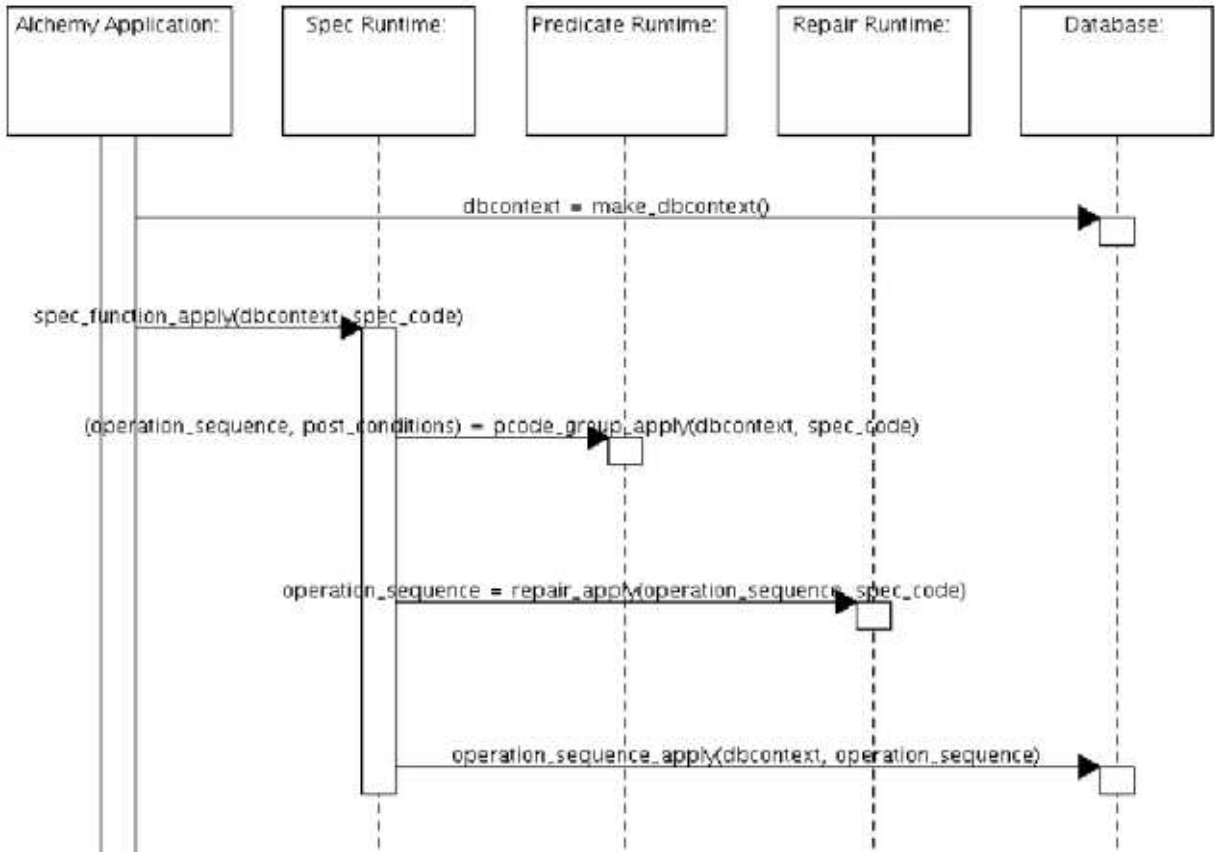 Alchemy Application:
Spec Runtime:
Predicate Runtime:
Repair Runtime:
Database:
dbcontext = make_dbcontext()
spec_function_apply(dbcontext, spec_code)
(operation_sequence, post_conditions) = pcode_group_apply(dbcontext, spec_code)
operation_sequence = repair_apply(operation_sequence, spec_code)
operation_sequence_apply(dbcontext, operation_sequence)